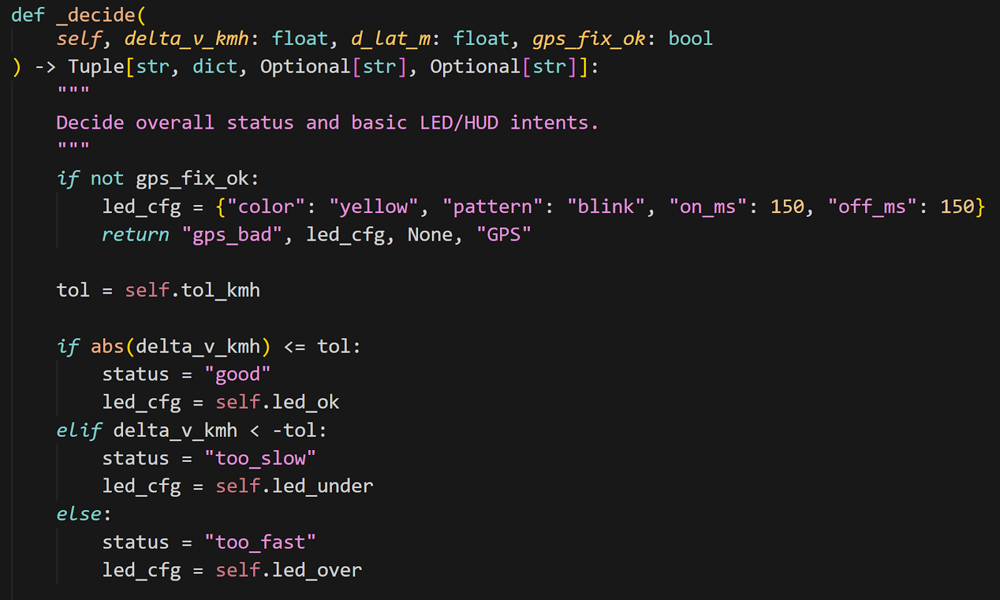 def _decide(
    self, delta_v_kmh: float, d_lat_m: float, gps_fix_ok: bool
) -> Tuple[str, dict, Optional[str], Optional[str]]:
    """
    Decide overall status and basic LED/HUD intents.
    """
    if not gps_fix_ok:
        led_cfg = {"color": "yellow", "pattern": "blink", "on_ms": 150, "off_ms": 150}
        return "gps_bad", led_cfg, None, "GPS"

    tol = self.tol_kmh

    if abs(delta_v_kmh) <= tol:
        status = "good"
        led_cfg = self.led_ok
    elif delta_v_kmh < -tol:
        status = "too_slow"
        led_cfg = self.led_under
    else:
        status = "too_fast"
        led_cfg = self.led_over